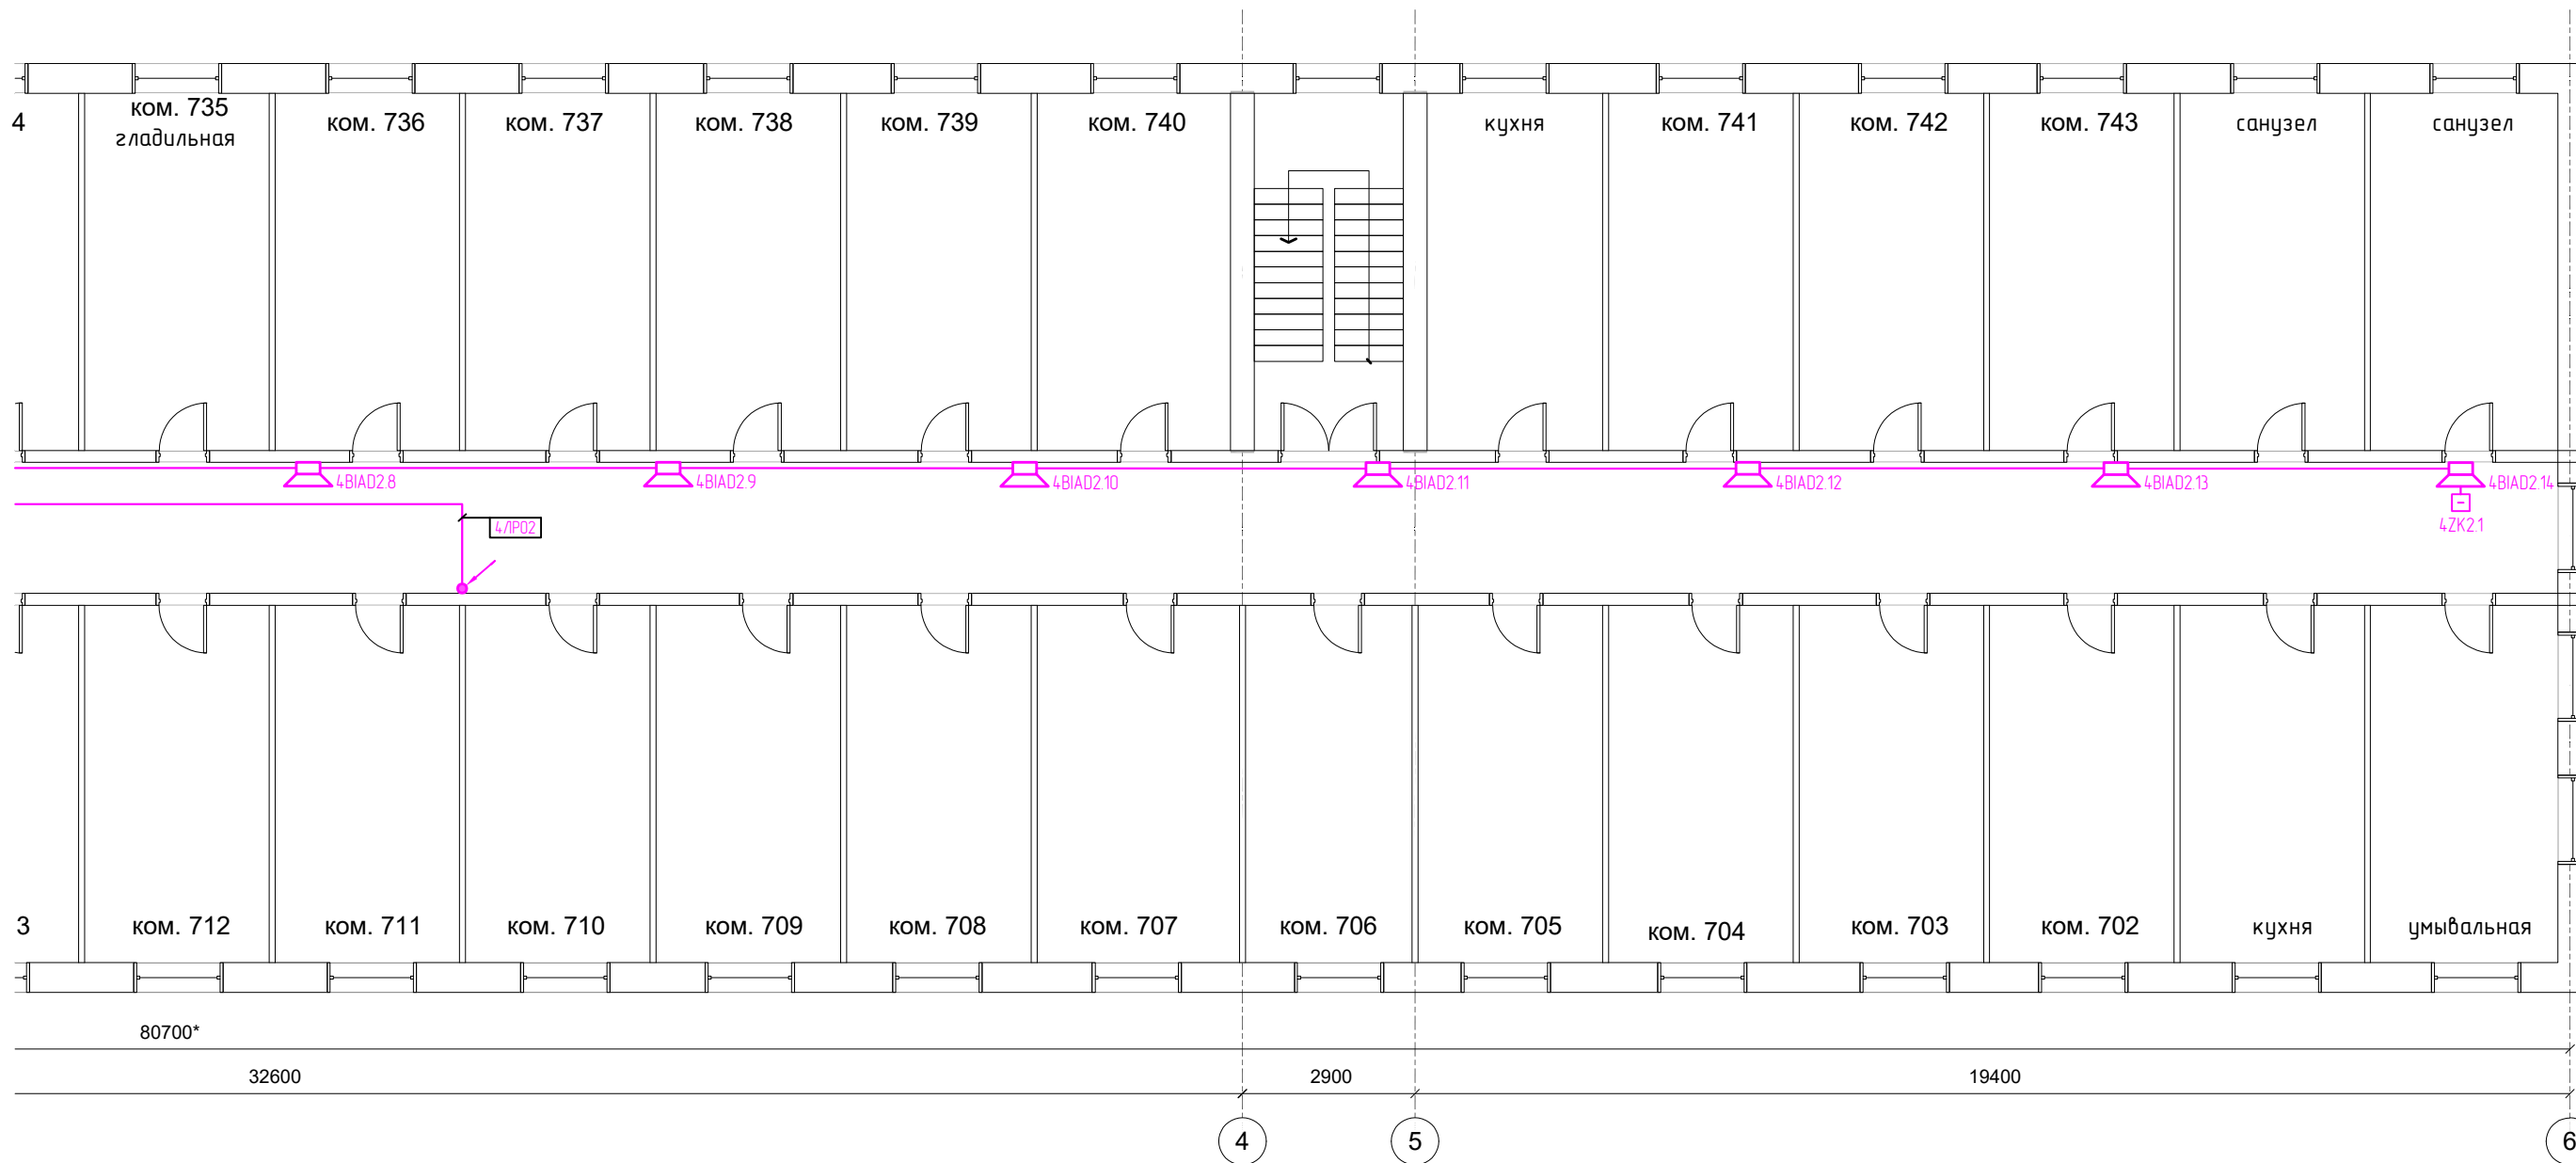 4
ком. 735
гладильная
ком. 736
ком. 737
ком. 738
ком. 739
ком. 740
кухня
ком. 741
ком. 742
ком. 743
санузел
санузел
4BIAD2.8
4BIAD2.9
4BIAD2.10
4BIAD2.11
4BIAD2.12
4BIAD2.13
4BIAD2.14
4/1P02
4ZK2.1
3
ком. 712
ком. 711
ком. 710
ком. 709
ком. 708
ком. 707
ком. 706
ком. 705
ком. 704
ком. 703
ком. 702
кухня
умывальная
80700*
32600
2900
19400
4
5
6